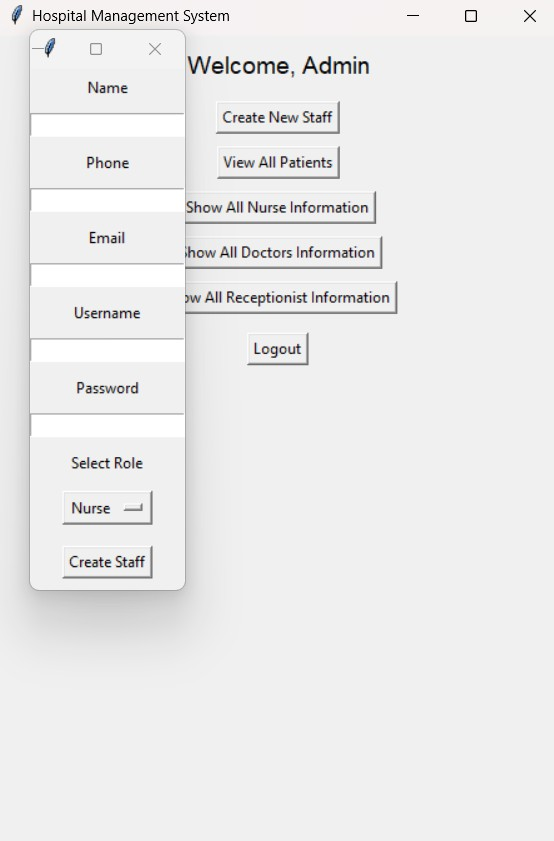 Hospital Management System
Welcome, Admin
Create New Staff
View All Patients
Show All Nurse Information
Show All Doctors Information
ow All Receptionist Information
Logout
Name
Phone
Email
Username
Password
Select Role
Nurse
Create Staff